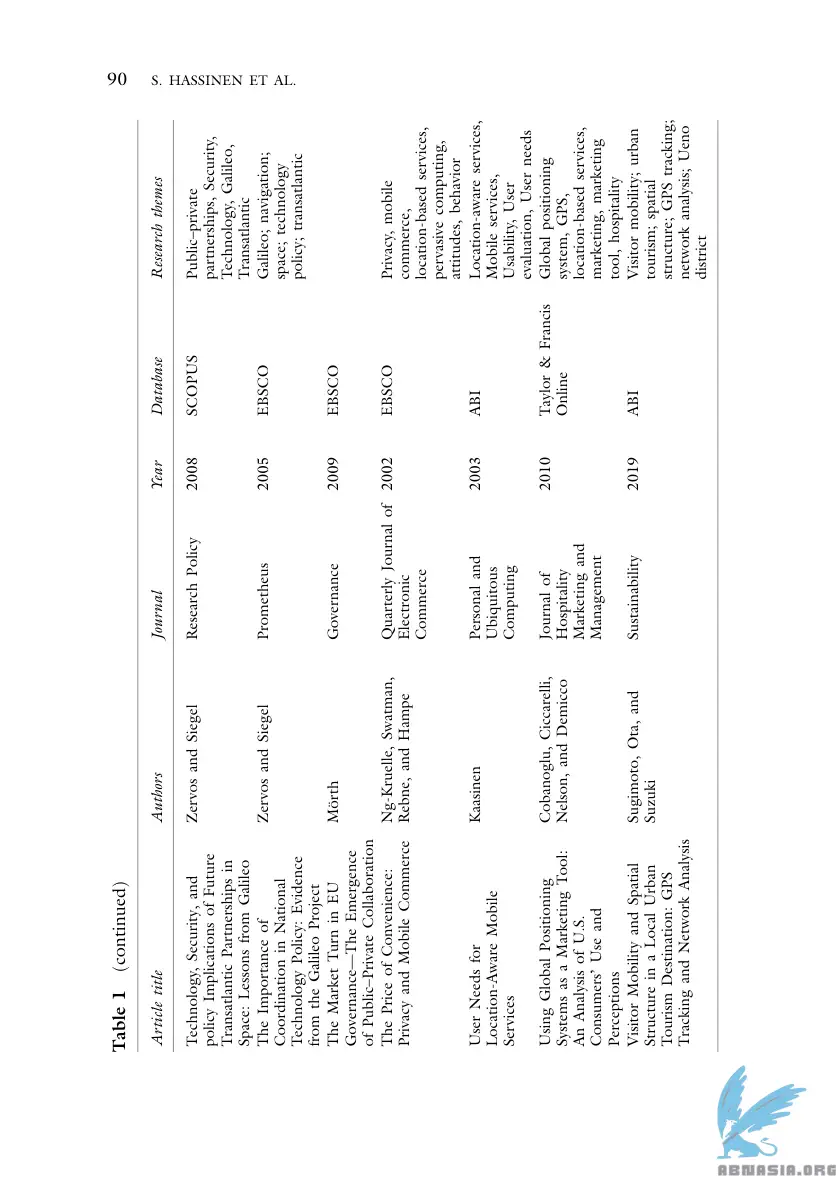 90 S. HASSINEN ET AL.
Table 1 (continued)
Article title Authors Journal Year Database Research themes
Technology, Security, and
policy Implications of Future
Transatlantic Partnerships in
Space: Lessons from Galileo
Zervos and Siegel
Research Policy
2008
SCOPUS
Public–private
partnerships, Security,
Technology, Galileo,
Transatlantic
The Importance of
Coordination in National
Technology Policy: Evidence
from the Galileo Project
Zervos and Siegel
Prometheus
2005
EBSCO
Galileo; navigation;
space; technology
policy; transatlantic
The Market Turn in EU
Governance—The Emergence
of Public–Private Collaboration
Mörth
Governance
2009
EBSCO
The Price of Convenience:
Privacy and Mobile Commerce
Ng-Kruelle, Swatman,
Rebne, and Hampe
Quarterly Journal of
Electronic
Commerce
2002
EBSCO
Privacy, mobile
commerce,
location-based services,
pervasive computing,
attitudes, behavior
User Needs for
Location-Aware Mobile
Services
Kaasinen
Personal and
Ubiquitous
Computing
2003
ABI
Location-aware services,
Mobile services,
Usability, User
evaluation, User needs
Using Global Positioning
Systems as a Marketing Tool:
An Analysis of U.S.
Consumers' Use and
Perceptions
Cobanoglu, Ciccarelli,
Nelson, and Demicco
Journal of
Hospitality
Marketing and
Management
2010
Taylor & Francis
Online
Global positioning
system, GPS,
location-based services,
marketing, marketing
tool, hospitality
Visitor Mobility and Spatial
Structure in a Local Urban
Tourism Destination: GPS
Tracking and Network Analysis
Sugimoto, Ota, and
Suzuki
Sustainability
2019
ABI
Visitor mobility; urban
tourism; spatial
structure; GPS tracking;
network analysis; Ueno
district
ABNASIA.ORG